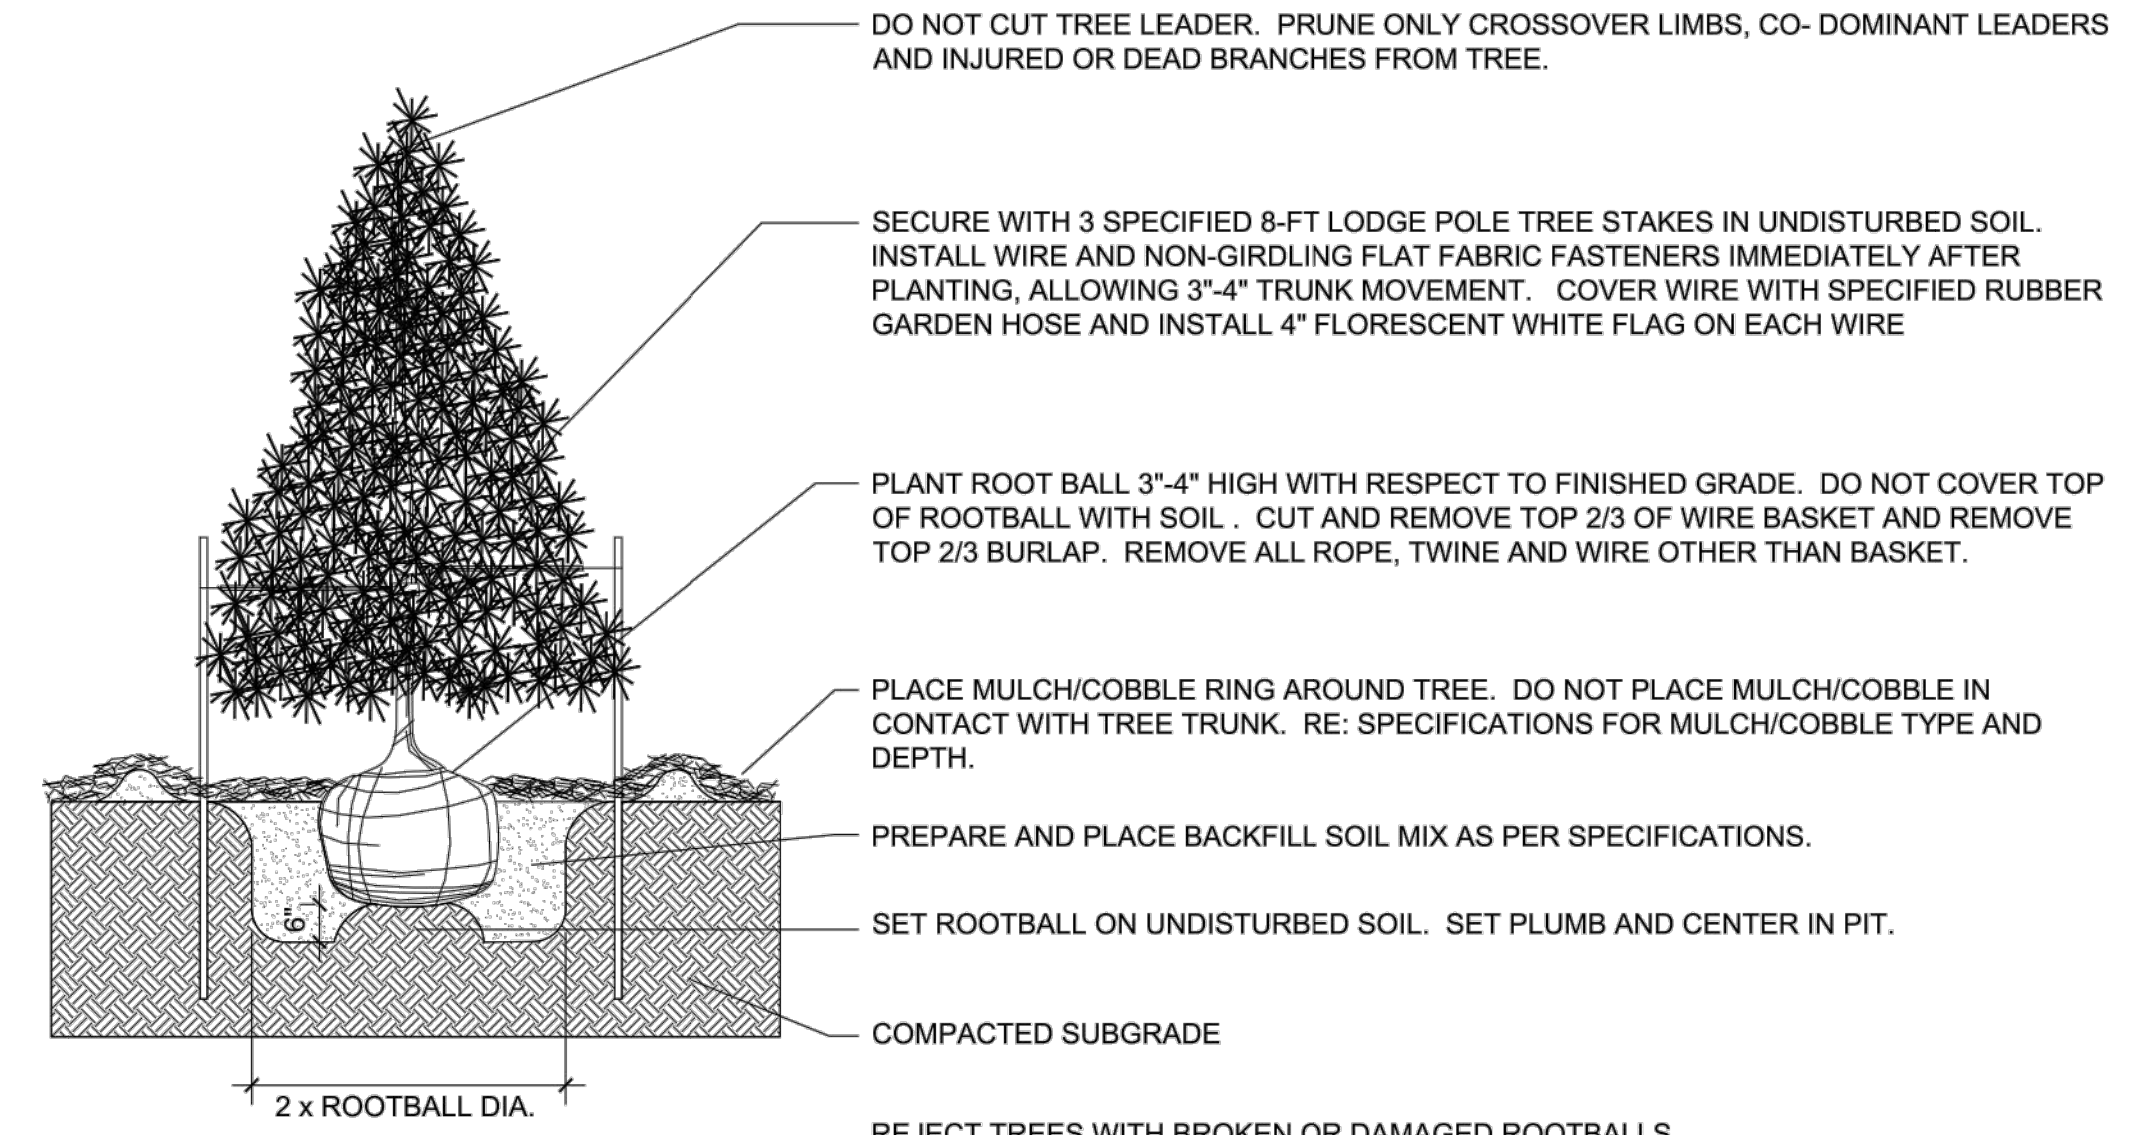 DO NOT CUT TREE LEADER. PRUNE ONLY CROSSOVER LIMBS, CO- DOMINANT LEADERS
AND INJURED OR DEAD BRANCHES FROM TREE.
SECURE WITH 3 SPECIFIED 8-FT LODGE POLE TREE STAKES IN UNDISTURBED SOIL.
INSTALL WIRE AND NON-GIRDLING FLAT FABRIC FASTENERS IMMEDIATELY AFTER
PLANTING, ALLOWING 3"-4" TRUNK MOVEMENT. COVER WIRE WITH SPECIFIED RUBBER
GARDEN HOSE AND INSTALL 4" FLORESCENT WHITE FLAG ON EACH WIRE
PLANT ROOT BALL 3"-4" HIGH WITH RESPECT TO FINISHED GRADE. DO NOT COVER TOP
OF ROOTBALL WITH SOIL . CUT AND REMOVE TOP 2/3 OF WIRE BASKET AND REMOVE
TOP 2/3 BURLAP. REMOVE ALL ROPE, TWINE AND WIRE OTHER THAN BASKET.
PLACE MULCH/COBBLE RING AROUND TREE. DO NOT PLACE MULCH/COBBLE IN
CONTACT WITH TREE TRUNK. RE: SPECIFICATIONS FOR MULCH/COBBLE TYPE AND
DEPTH.
PREPARE AND PLACE BACKFILL SOIL MIX AS PER SPECIFICATIONS.
6"
SET ROOTBALL ON UNDISTURBED SOIL. SET PLUMB AND CENTER IN PIT.
COMPACTED SUBGRADE
2 x ROOTBALL DIA.
REJECT TREES WITH BROKEN OR DAMAGED ROOTBALLS